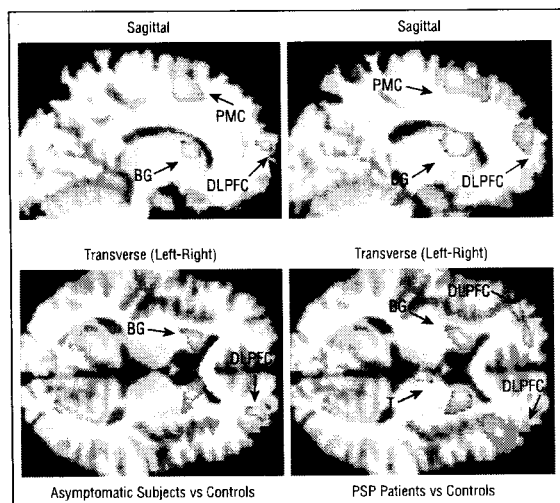 Sagittal
Sagittal
PMC
BG
DLPFC
PMC
BG
DLPFC
Transverse (Left-Right)
Transverse (Left-Right)
BG
DLPFC
BG
DLPFC
DLPFC
T
Asymptomatic Subjects vs Controls
PSP Patients vs Controls